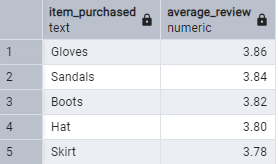 item_purchased average_review
text numeric
1 Gloves 3.86
2 Sandals 3.84
3 Boots 3.82
4 Hat 3.80
5 Skirt 3.78